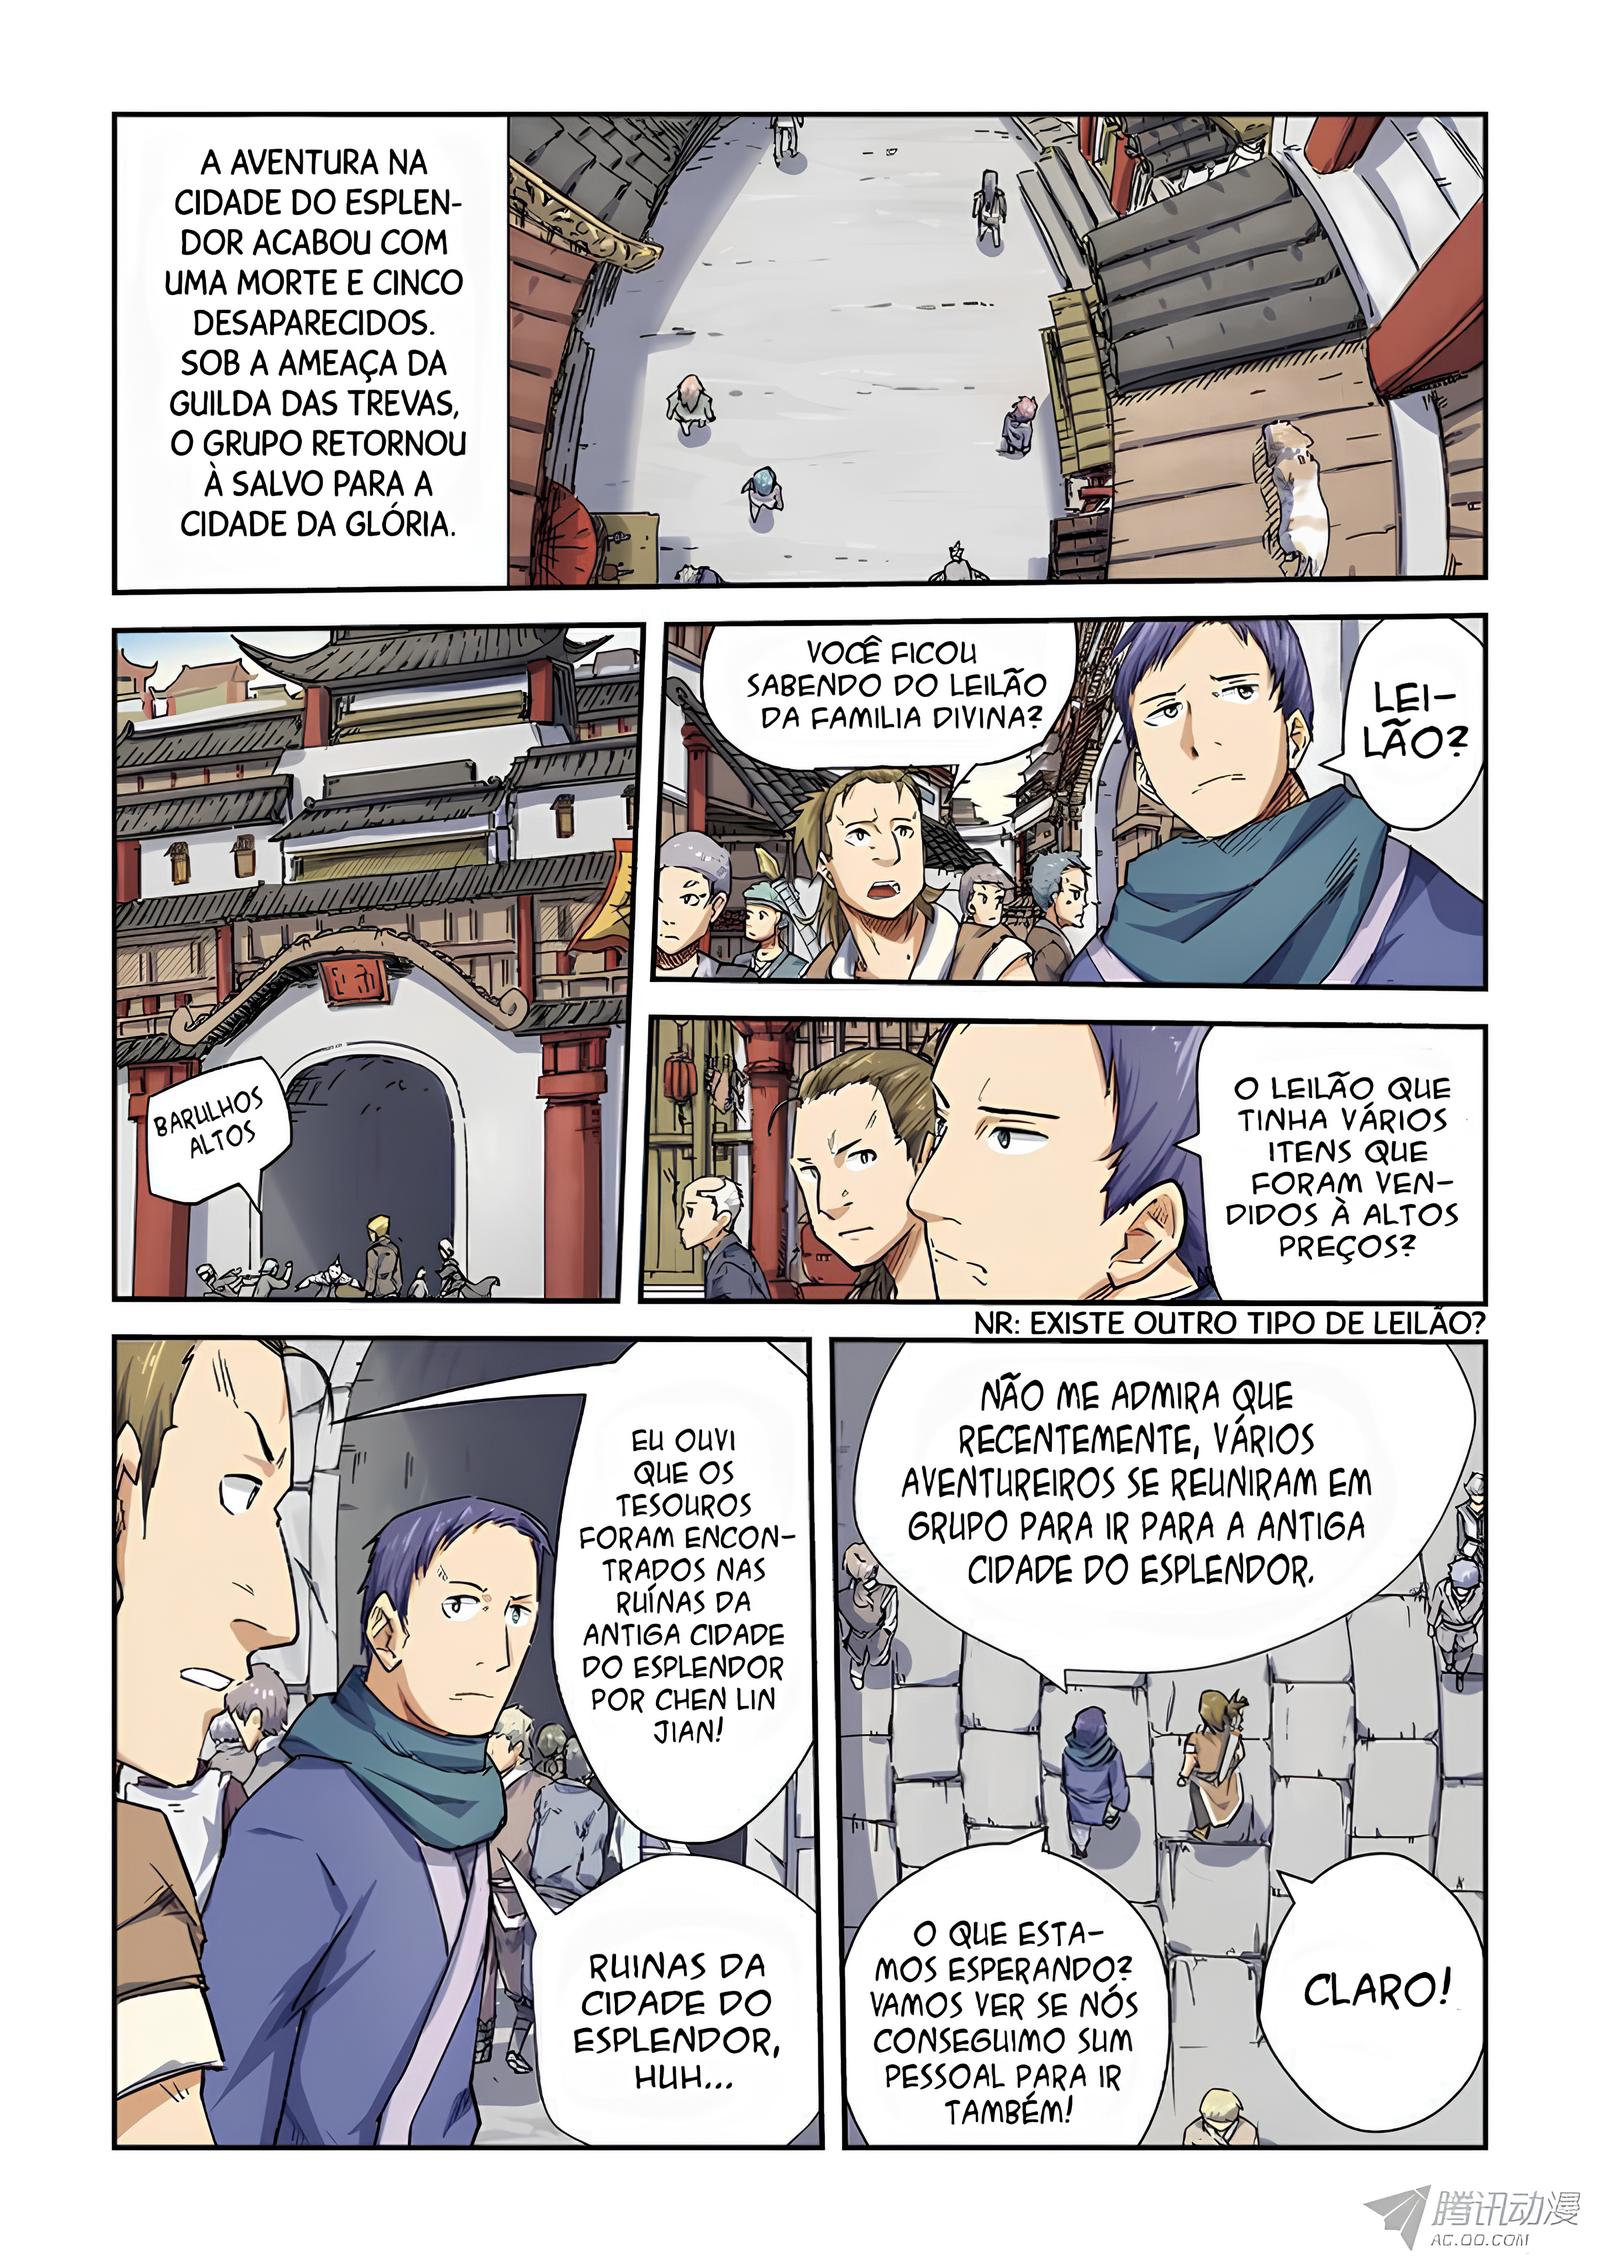 A AVENTURA NA
CIDADE DO ESPLEN-
DOR ACABOU COM
UMA MORTE E CINCO
DESAPARECIDOS.
SOB A AMEAÇA DA
GUILDA DAS TREVAS,
O GRUPO RETORNOU
À SALVO PARA A
CIDADE DA GLÓRIA.
BARULHOS
ALTOS
VOCÊ FICOU
SABENDO DO LEILÃO
DA FAMILIA DIVINA?
LEI-
LÃO?
O LEILÃO QUE
TINHA VÁRIOS
ITENS QUE
FORAM VEN-
DIDOS À ALTOS
PREÇOS?
NR: EXISTE OUTRO TIPO DE LEILÃO?
EU OUVI
QUE OS
TESOUROS
FORAM ENCON-
TRADOS NAS
RUÍNAS DA
ANTIGA CIDADE
DO ESPLENDOR
POR CHEN LIN
JIAN!
RUINAS DA
CIDADE DO
ESPLENDOR,
HUH...
NÃO ME ADMIRA QUE
RECENTEMENTE, VÁRIOS
AVENTUREIROS SE REUNIRAM EM
GRUPO PARA IR PARA A ANTIGA
CIDADE DO ESPLENDOR.
O QUE ESTA-
MOS ESPERANDO?
VAMOS VER SE NÓS
CONSEGUIMO SUM
PESSOAL PARA IR
TAMBÉM!
CLARO!
腾讯动漫
AC.QQ.COM